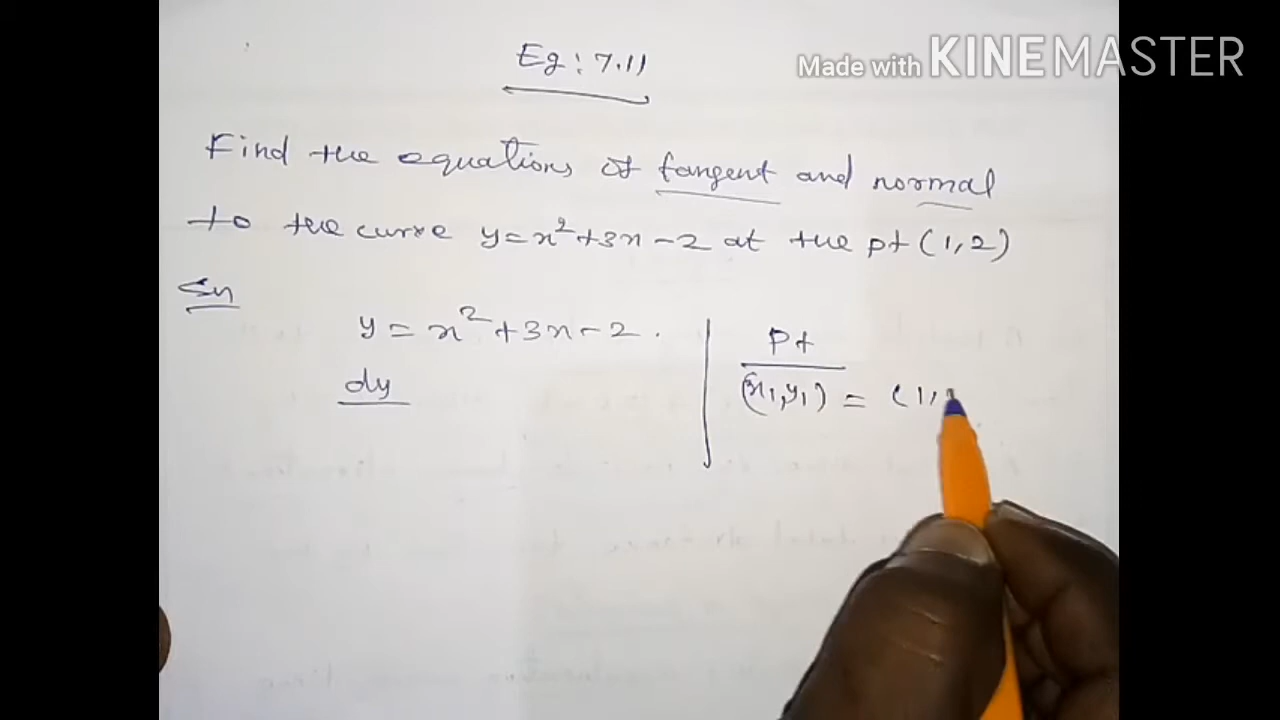 Made with KINEMASTER
Eg: 7.11
Find the equations of tangent and normal
to the curve y = x² + 3x - 2 at the pt (1, 2)
Sn
y = x² + 3x - 2.
dy
Pt
(x₁, y₁) = (1,